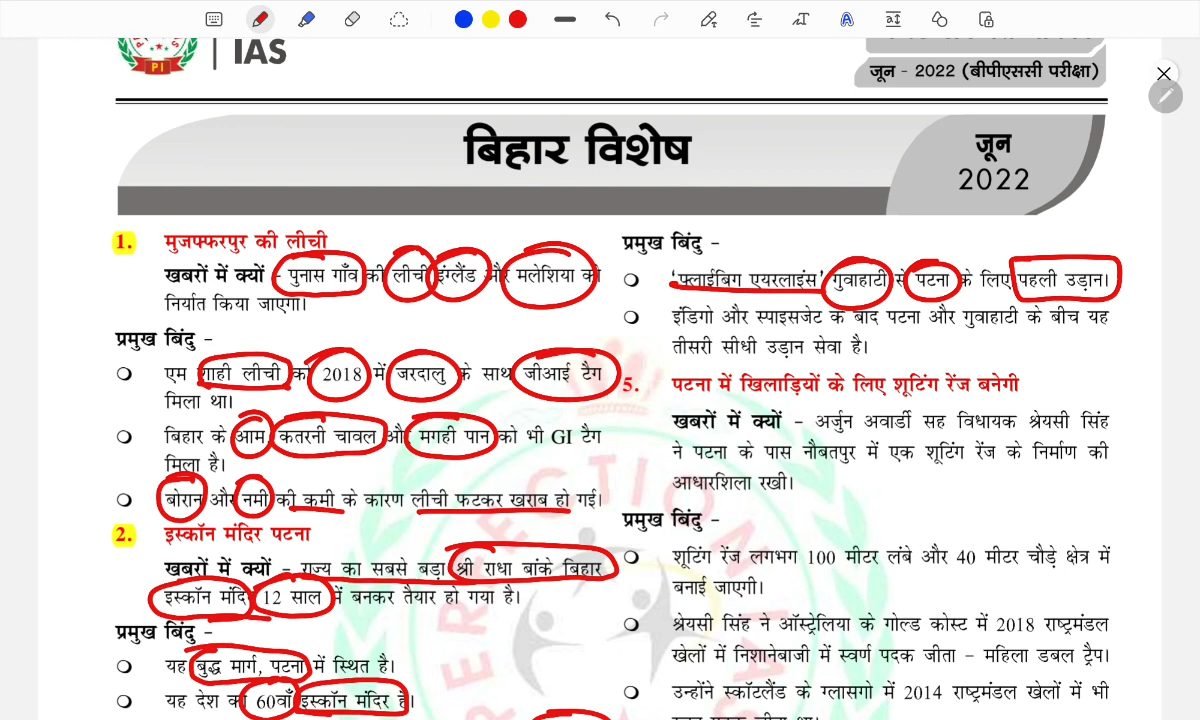 PI
IAS
जून - 2022 (बीपीएससी परीक्षा)
बिहार विशेष
जून
2022
1. मुजफ्फरपुर की लीची
खबरों में क्यों - पुनास गाँव की लीची इंग्लैंड और मलेशिया को
निर्यात किया जाएगा।
प्रमुख बिंदु -
एम शाही लीची को 2018 में जरदालु के साथ जीआई टैग
मिला था।
बिहार के आम, कतरनी चावल और मगही पान को भी GI टैग
मिला है।
बोरान और नमी की कमी के कारण लीची फटकर खराब हो गई।
2. इस्कॉन मंदिर पटना
खबरों में क्यों - राज्य का सबसे बड़ा श्री राधा बांके बिहार
इस्कॉन मंदिर 12 साल में बनकर तैयार हो गया है।
प्रमुख बिंदु -
यह बुद्ध मार्ग, पटना में स्थित है।
यह देश का 60वाँ इस्कॉन मंदिर है।
प्रमुख बिंदु -
'फ्लाईबिग एयरलाइंस' गुवाहाटी से पटना के लिए पहली उड़ान।
इंडिगो और स्पाइसजेट के बाद पटना और गुवाहाटी के बीच यह
तीसरी सीधी उड़ान सेवा है।
5. पटना में खिलाड़ियों के लिए शूटिंग रेंज बनेगी
खबरों में क्यों - अर्जुन अवार्डी सह विधायक श्रेयसी सिंह
ने पटना के पास नौबतपुर में एक शूटिंग रेंज के निर्माण की
आधारशिला रखी।
प्रमुख बिंदु -
शूटिंग रेंज लगभग 100 मीटर लंबे और 40 मीटर चौड़े क्षेत्र में
बनाई जाएगी।
श्रेयसी सिंह ने ऑस्ट्रेलिया के गोल्ड कोस्ट में 2018 राष्ट्रमंडल
खेलों में निशानेबाजी में स्वर्ण पदक जीता – महिला डबल ट्रैप।
उन्होंने स्कॉटलैंड के ग्लासगो में 2014 राष्ट्रमंडल खेलों में भी